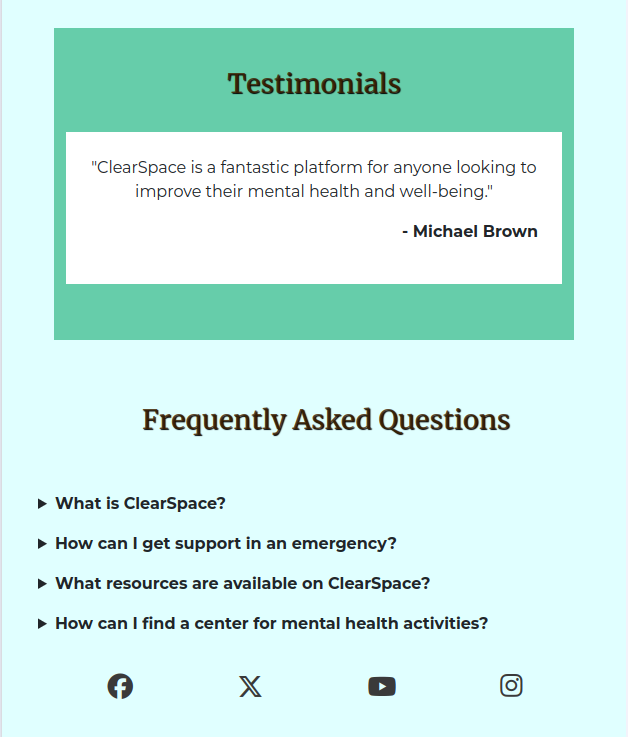 Testimonials
"ClearSpace is a fantastic platform for anyone looking to
improve their mental health and well-being."
- Michael Brown
Frequently Asked Questions
What is ClearSpace?
How can I get support in an emergency?
What resources are available on ClearSpace?
How can I find a center for mental health activities?